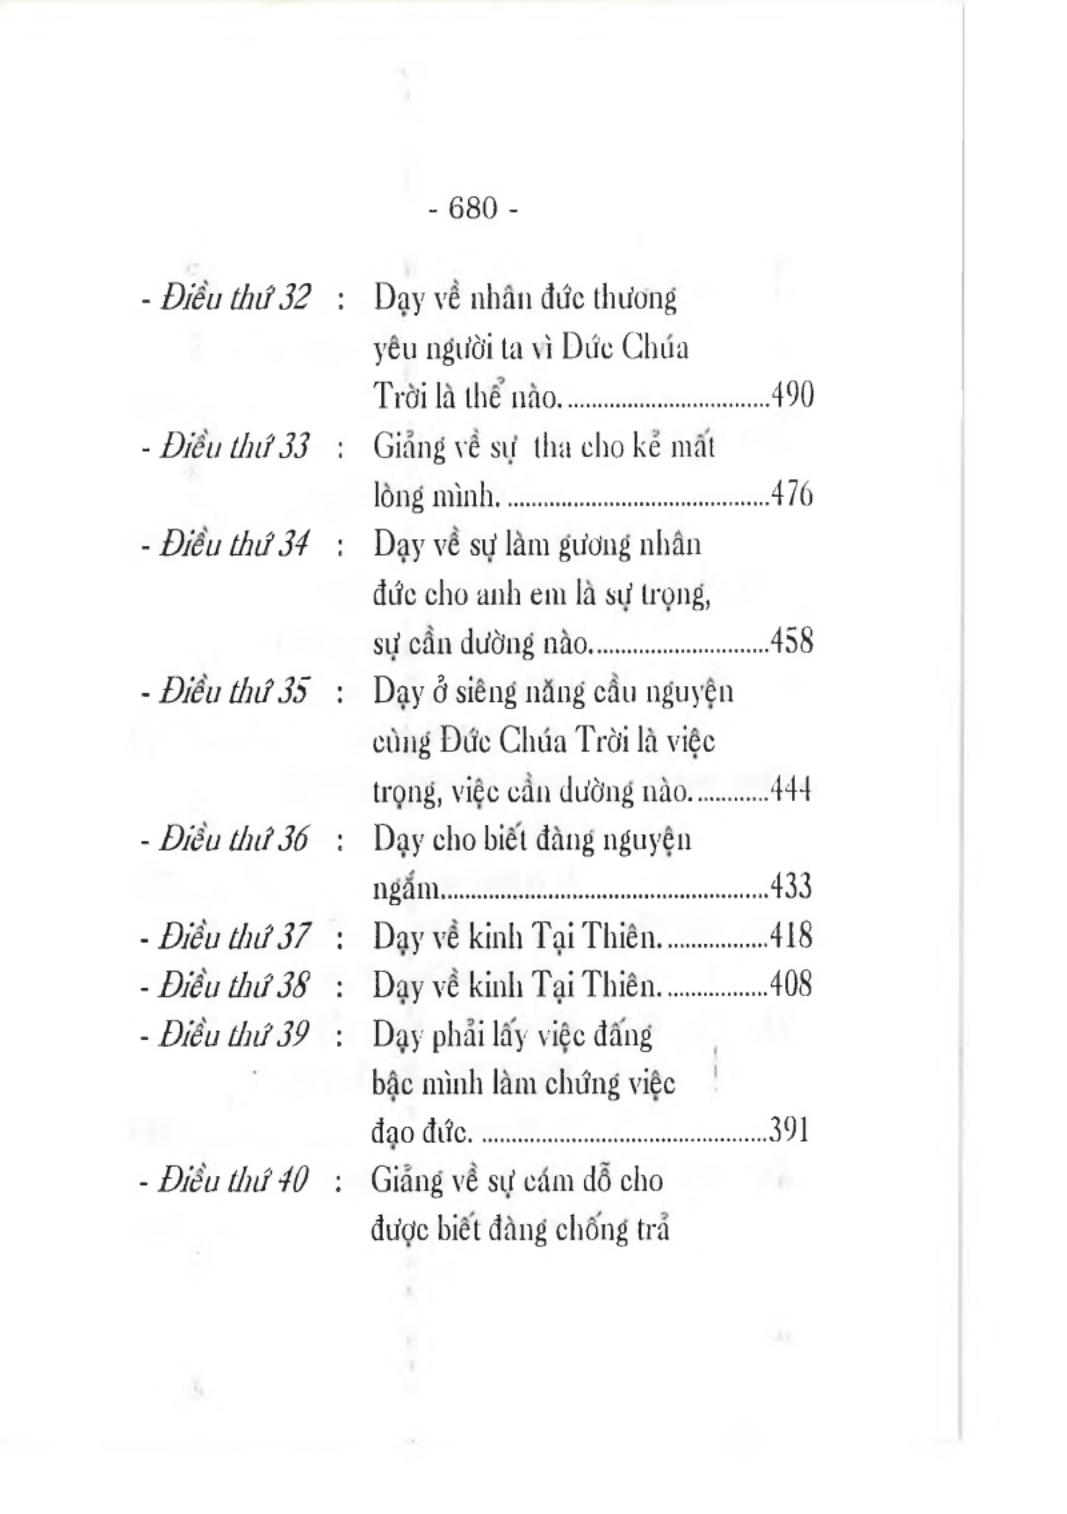 - 680 -
- Điều thứ 32 : Dạy về nhân đức thương
yêu người ta vì Đức Chúa
Trời là thể nào...............................490
- Điều thứ 33 : Giảng về sự tha cho kẻ mất
lòng mình. ........................................476
- Điều thứ 34 : Dạy về sự làm gương nhân
đức cho anh em là sự trọng,
sự cần dường nào...........................458
- Điều thứ 35 : Dạy ở siêng năng cầu nguyện
cùng Đức Chúa Trời là việc
trọng, việc cần dường nào............444
- Điều thứ 36 : Dạy cho biết đàng nguyện
ngắm..................................................433
- Điều thứ 37 : Dạy về kinh Tại Thiên................418
- Điều thứ 38 : Dạy về kinh Tại Thiên................408
- Điều thứ 39 : Dạy phải lấy việc đấng
bậc mình làm chứng việc
đạo đức. ............................................391
- Điều thứ 40 : Giảng về sự cám dỗ cho
được biết đàng chống trả